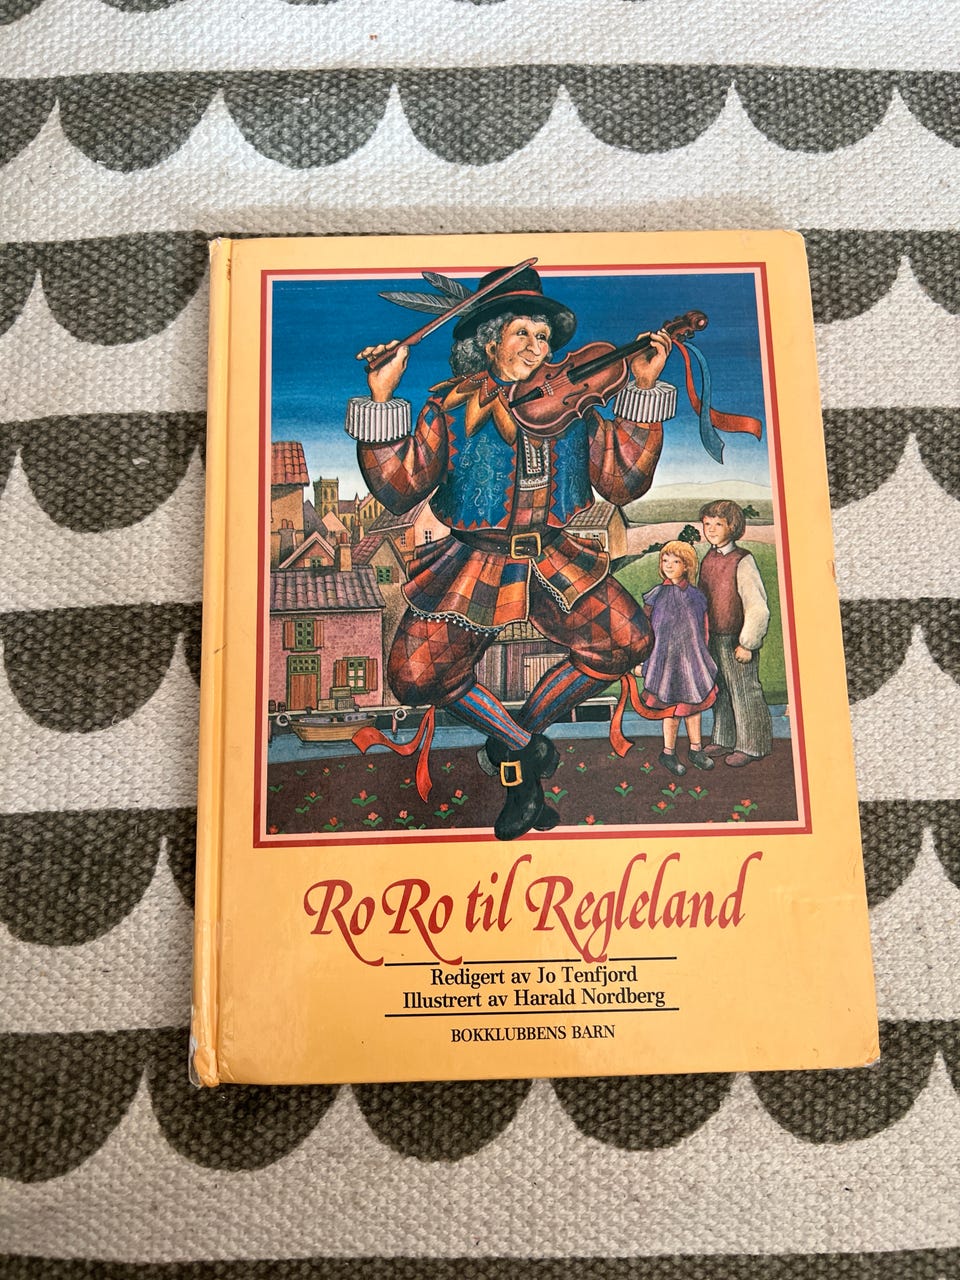 Ro Ro til Regleland
Redigert av Jo Tenfjord
Illustrert av Harald Nordberg
BOKKLUBBENS BARN